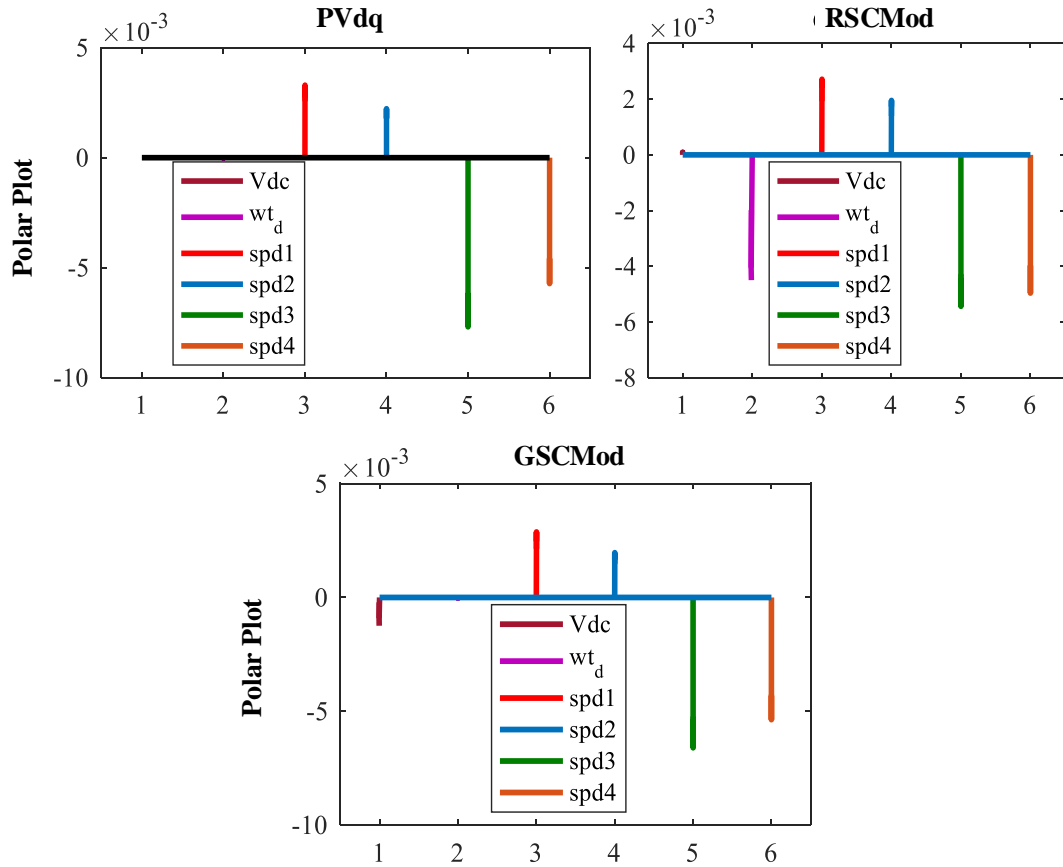 PVdq
×10⁻³
5
0
-5
-10
Polar Plot
Vdc
wt_d
spd1
spd2
spd3
spd4
1 2 3 4 5 6
RSCMod
×10⁻³
4
2
0
-2
-4
-6
-8
Vdc
wt_d
spd1
spd2
spd3
spd4
1 2 3 4 5 6
GSCMod
×10⁻³
5
0
-5
-10
Polar Plot
Vdc
wt_d
spd1
spd2
spd3
spd4
1 2 3 4 5 6